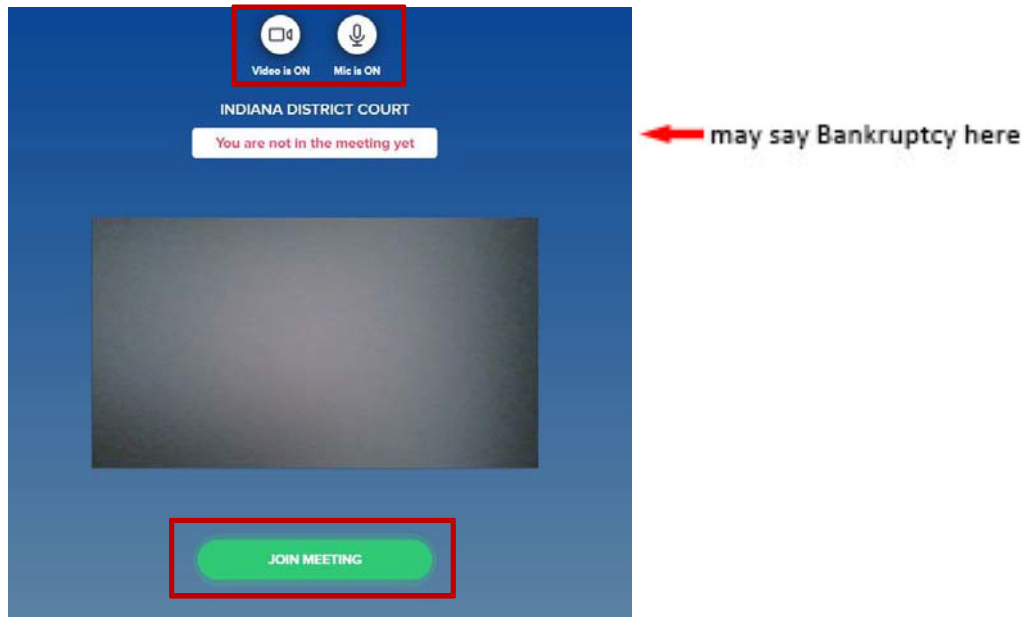 Video is ON Mic is ON
INDIANA DISTRICT COURT
You are not in the meeting yet
may say Bankruptcy here
JOIN MEETING